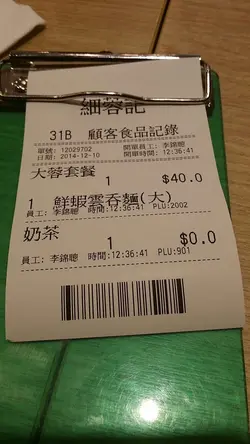 細蓉記
31B 顧客食品記錄
單號: 12029702 開單員工: 李錦聰
日期: 2014-12-10 開單時間: 12:36:41
大蓉套餐 1 $40.0
1 鮮蝦雲吞麵(大)
員工: 李錦聰 時間:12:36:41 PLU:2002
奶茶 1 $0.0
員工: 李錦聰 時間:12:36:41 PLU:901